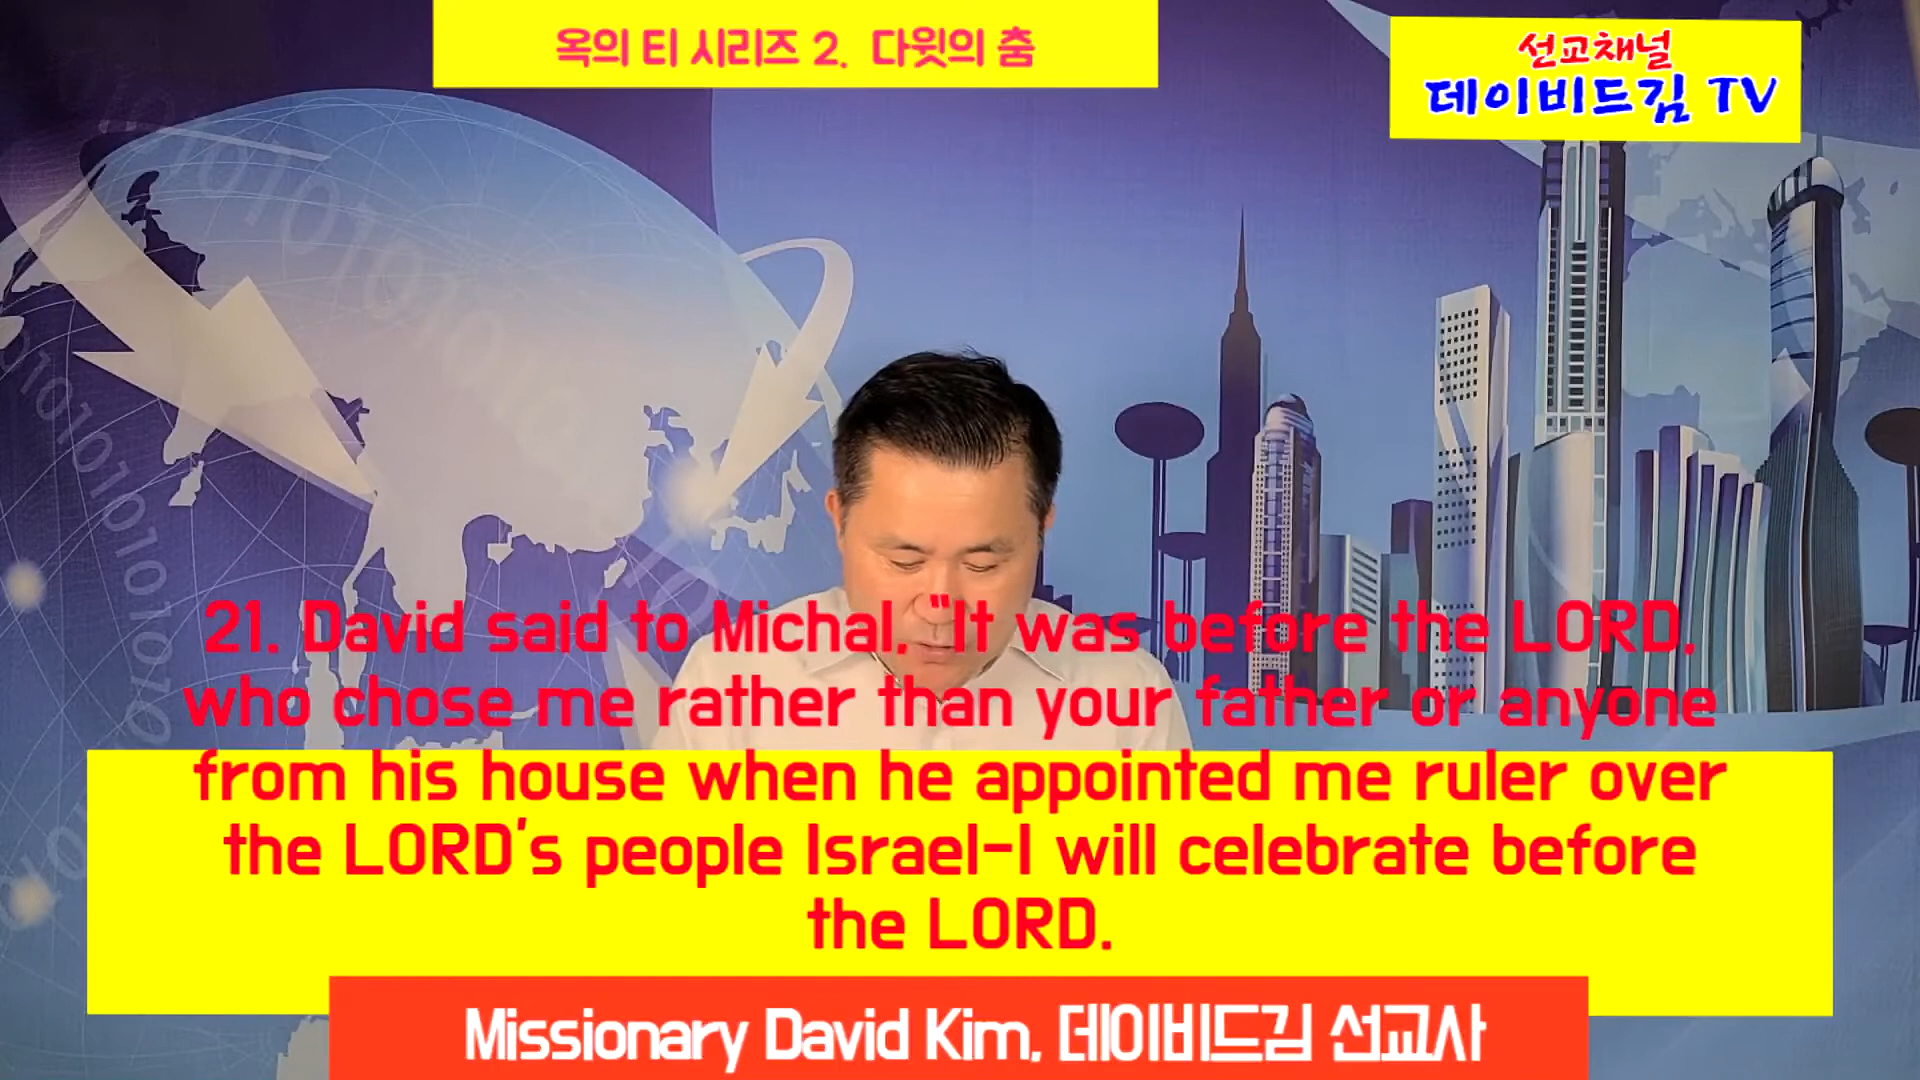 옥의 티 시리즈 2. 다윗의 춤
선교채널
데이비드김 TV
21. David said to Michal, “It was before the LORD,
who chose me rather than your father or anyone
from his house when he appointed me ruler over
the LORD's people Israel-I will celebrate before
the LORD.
Missionary David Kim, 데이비드김 선교사